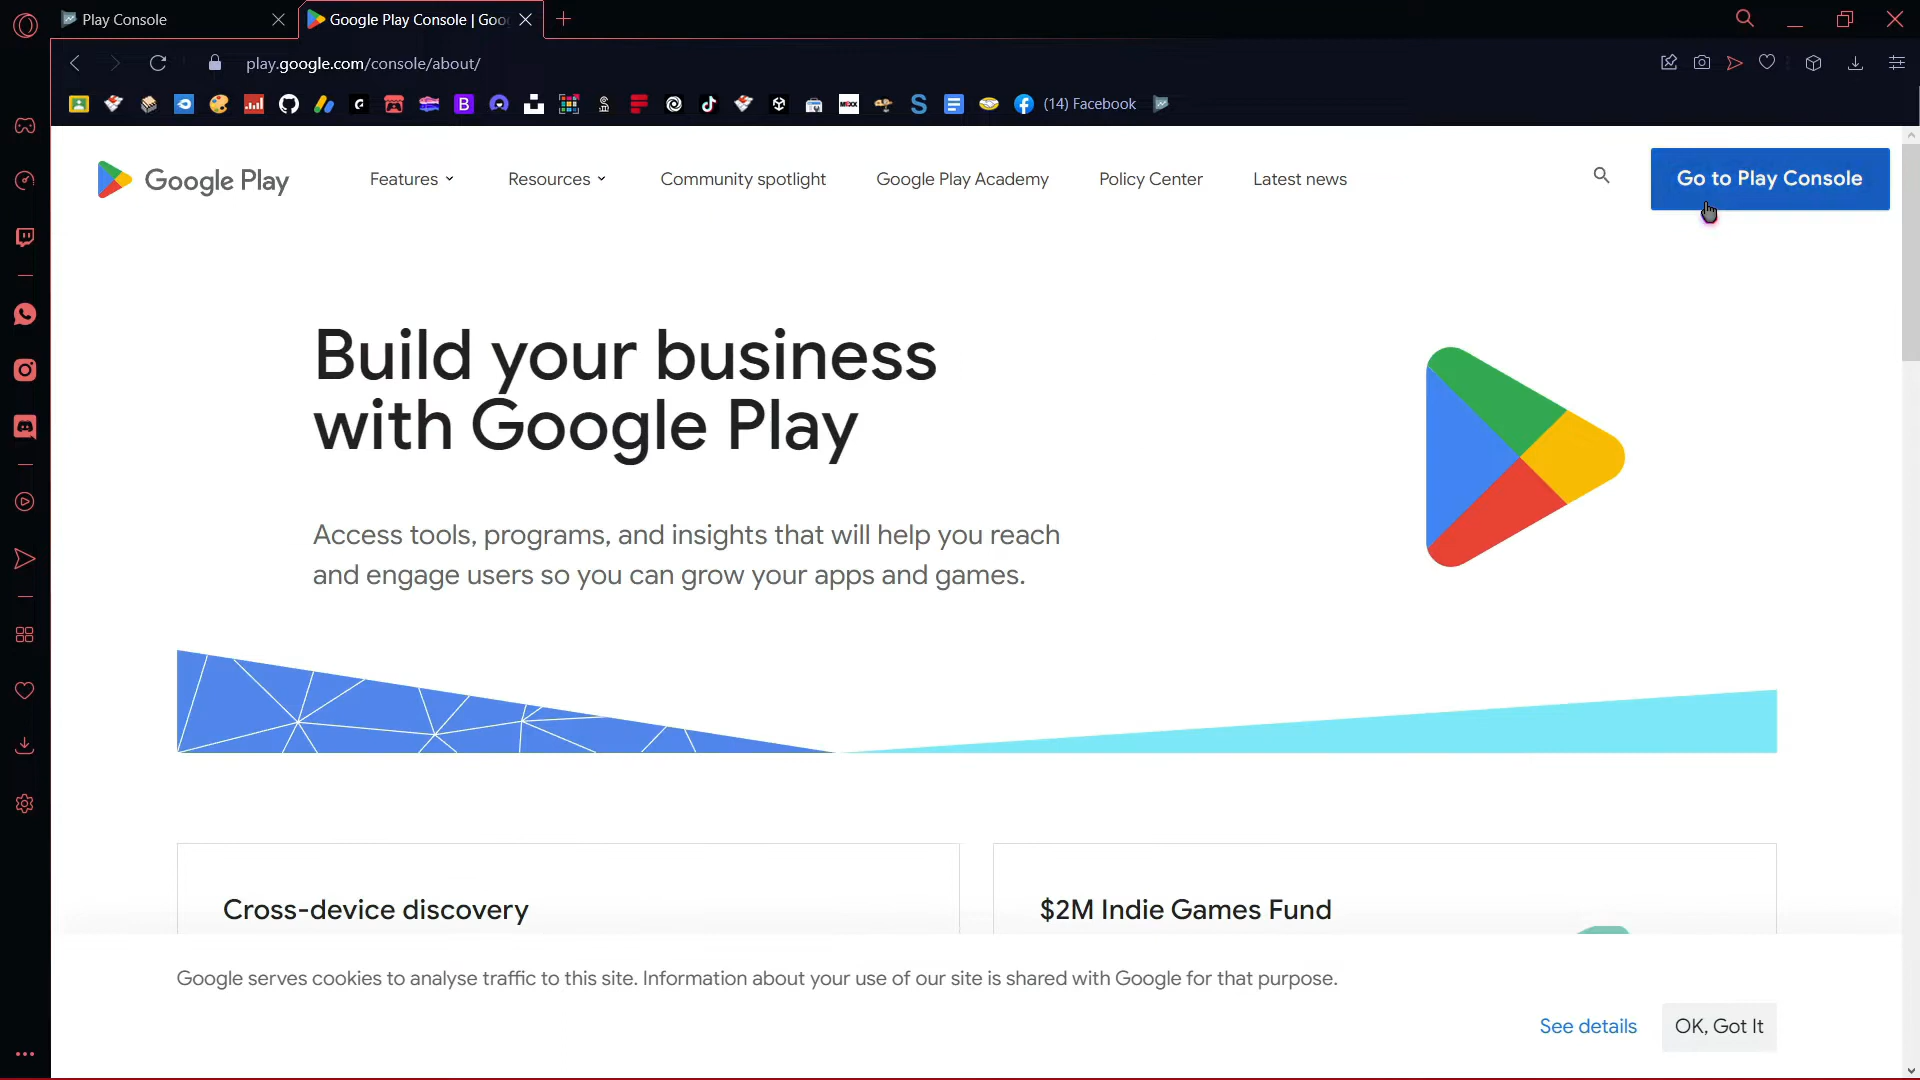 Play Console
Google Play Console | Goo
play.google.com/console/about/
(14) Facebook
Google Play
Features
Resources
Community spotlight
Google Play Academy
Policy Center
Latest news
Go to Play Console
Build your business
with Google Play
Access tools, programs, and insights that will help you reach
and engage users so you can grow your apps and games.
Cross-device discovery
$2M Indie Games Fund
Google serves cookies to analyse traffic to this site. Information about your use of our site is shared with Google for that purpose.
See details
OK, Got It